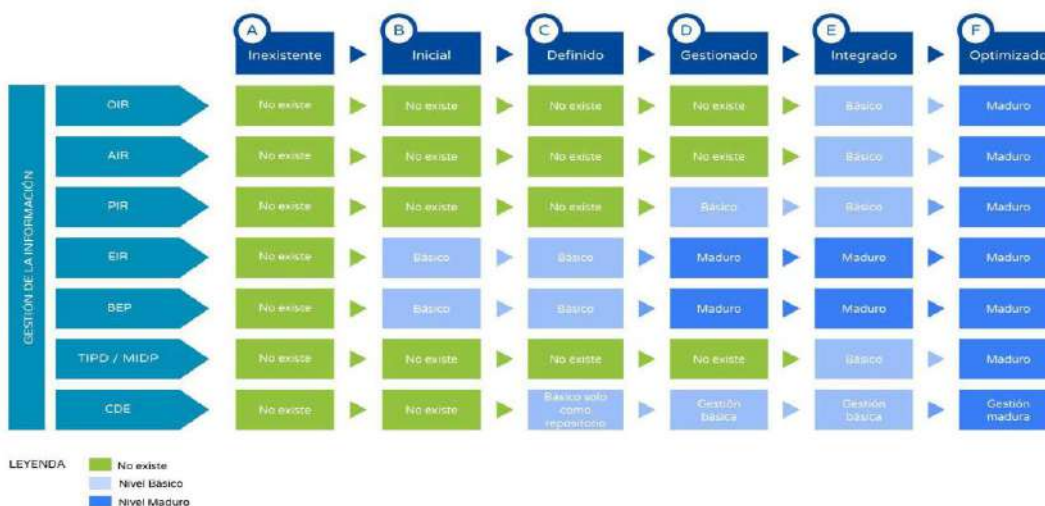 A B C D E F
Inexistente Inicial Definido Gestionado Integrado Optimizado
GESTIÓN DE LA INFORMACIÓN
OIR No existe No existe No existe No existe Básico Maduro
AIR No existe No existe No existe No existe Básico Maduro
PIR No existe No existe No existe Básico Básico Maduro
EIR No existe Básico Básico Maduro Maduro Maduro
BEP No existe Básico Básico Maduro Maduro Maduro
TIPD / MIDP No existe No existe No existe No existe Básico Maduro
CDE No existe No existe Básico solo como repositorio Gestión básica Gestión básica Gestión madura
LEYENDA
No existe
Nivel Básico
Nivel Maduro